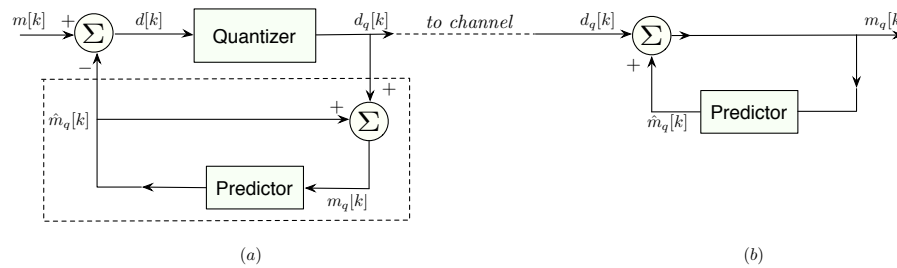 m[k] + Σ d[k] Quantizer d_q[k] to channel d_q[k] Σ m_q[k]
− + +
+ Σ
m̂_q[k] m̂_q[k] Predictor
Predictor m_q[k]
(a) (b)